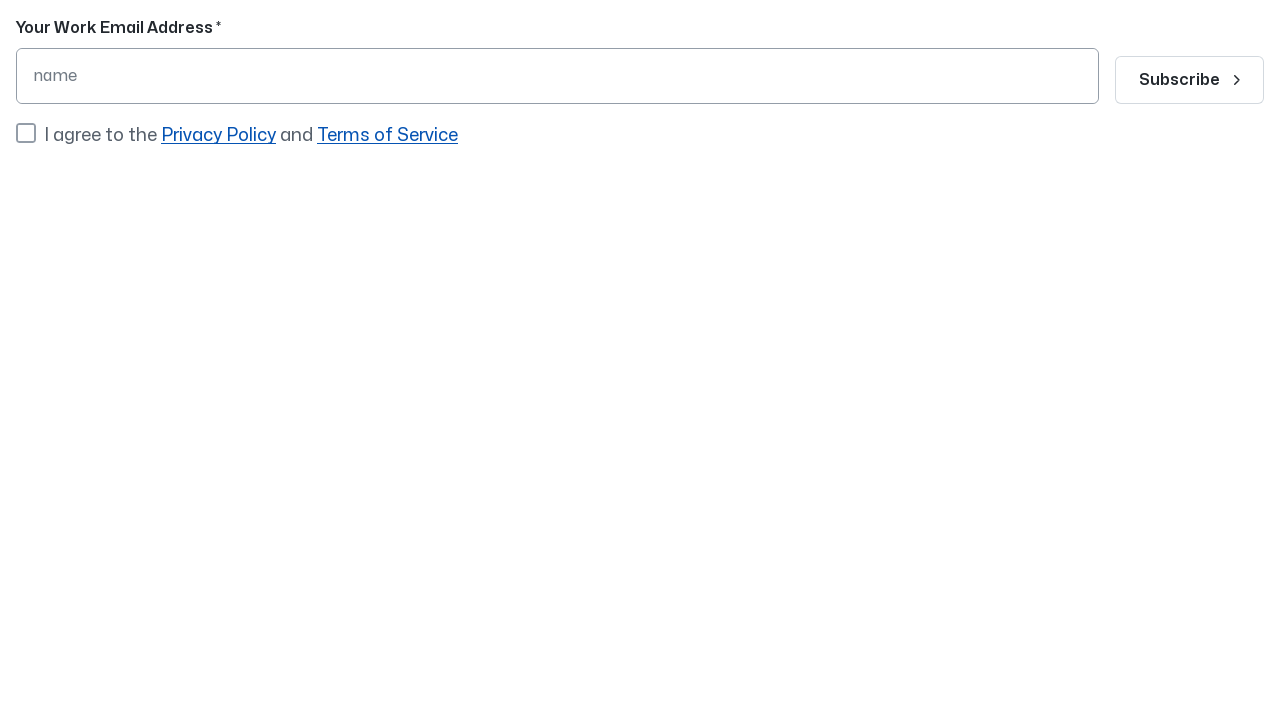 Your Work Email Address *
name
Subscribe
I agree to the Privacy Policy and Terms of Service